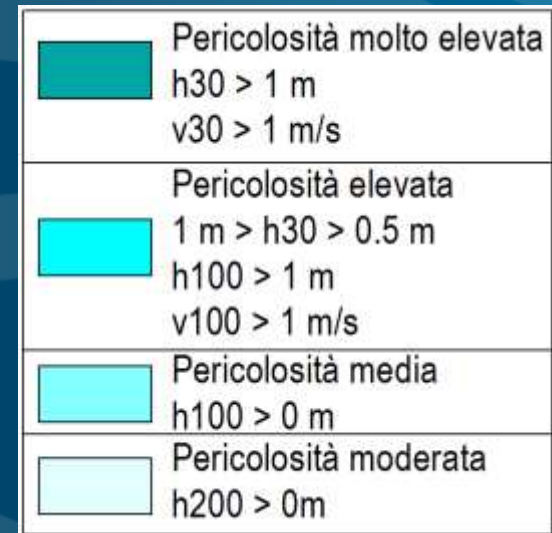 Pericolosità molto elevata
h30 > 1 m
v30 > 1 m/s
Pericolosità elevata
1 m > h30 > 0.5 m
h100 > 1 m
v100 > 1 m/s
Pericolosità media
h100 > 0 m
Pericolosità moderata
h200 > 0m